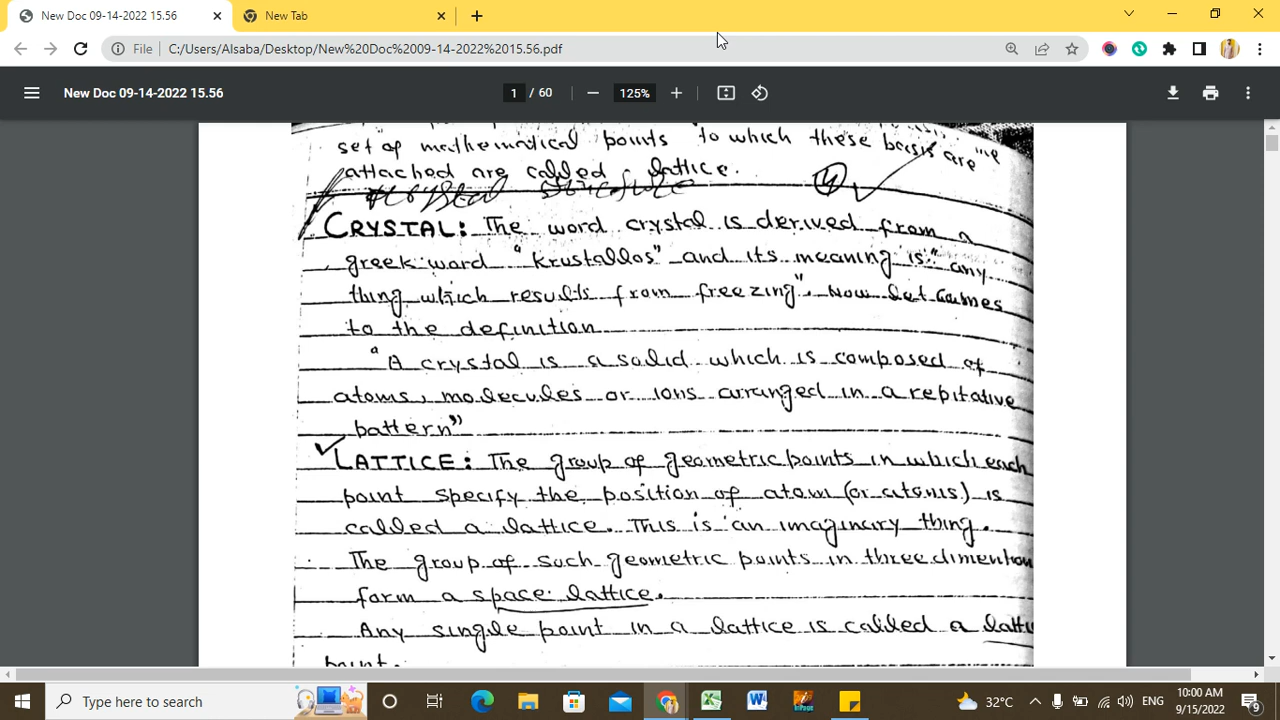 New Doc 09-14-2022 15.56
New Tab
File C:/Users/Alsaba/Desktop/New%20Doc%2009-14-2022%2015.56.pdf
New Doc 09-14-2022 15.56
1 / 60
125%
set of mathematical points to which these basis are
attached are called lattice.
crystal structure
CRYSTAL: The word crystal is derived from a
greek word "krustallos" and its meaning is "any
thing which results from freezing". Now let comes
to the definition
"A crystal is a solid which is composed of
atoms, molecules or ions arranged in a repitative
pattern"
LATTICE: The group of geometric points in which each
point specify the position of atom (or atoms) is
called a lattice. This is an imaginary thing.
The group of such geometric points in three dimention
form a space lattice.
Any single point in a lattice is called a latti
point.
Type here to search
32°C
ENG
10:00 AM
9/15/2022
9